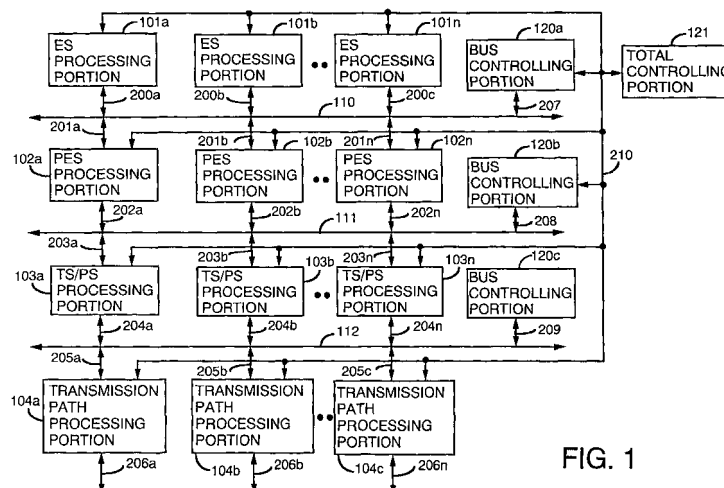 101a
101b
101n
120a
121
ES
PROCESSING
PORTION
ES
PROCESSING
PORTION
ES
PROCESSING
PORTION
BUS
CONTROLLING
PORTION
TOTAL
CONTROLLING
PORTION
200a
200b
200c
207
110
201a
201b
201n
102a
102b
102n
120b
PES
PROCESSING
PORTION
PES
PROCESSING
PORTION
PES
PROCESSING
PORTION
BUS
CONTROLLING
PORTION
210
202a
202b
202n
208
111
203a
203b
203n
103a
103b
103n
120c
TS/PS
PROCESSING
PORTION
TS/PS
PROCESSING
PORTION
TS/PS
PROCESSING
PORTION
BUS
CONTROLLING
PORTION
204a
204b
204n
209
112
205a
205b
205c
104a
TRANSMISSION
PATH
PROCESSING
PORTION
TRANSMISSION
PATH
PROCESSING
PORTION
TRANSMISSION
PATH
PROCESSING
PORTION
206a
104b
206b
104c
206n
FIG. 1